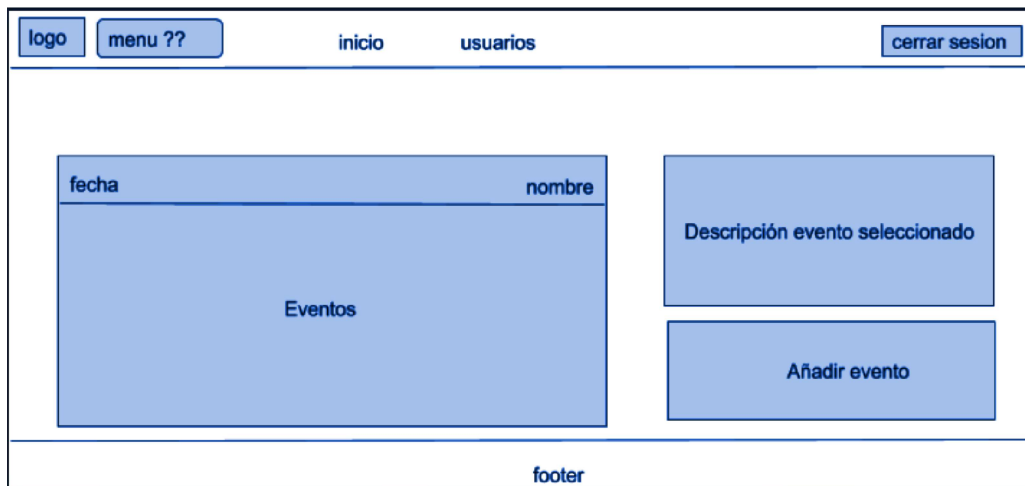 logo
menu ??
inicio
usuarios
cerrar sesion
fecha
nombre
Eventos
Descripción evento seleccionado
Añadir evento
footer